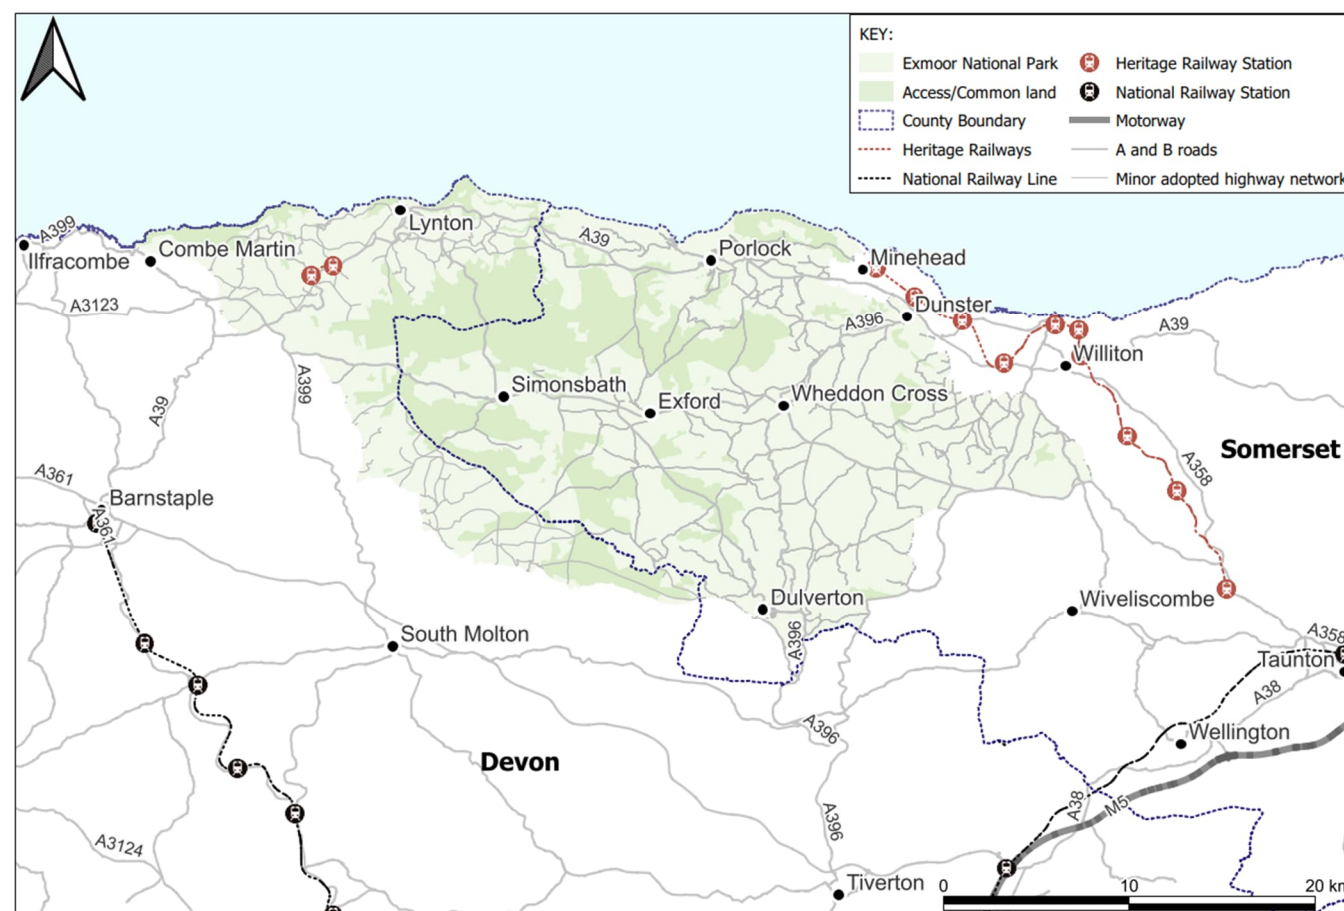 KEY:
Exmoor National Park
Heritage Railway Station
Access/Common land
National Railway Station
County Boundary
Motorway
Heritage Railways
A and B roads
National Railway Line
Minor adopted highway network
A399
Lynton
A39
Combe Martin
Porlock
Ilfracombe
Minehead
A3123
Dunster
A396
A39
Williton
A399
Simonsbath
Wheddon Cross
Exford
A39
Somerset
A358
A361
Barnstaple
A361
Dulverton
Wiveliscombe
A396
South Molton
A358
Taunton
A38
A396
Wellington
Devon
A38
M5
A396
A3124
Tiverton
0
10
20 km